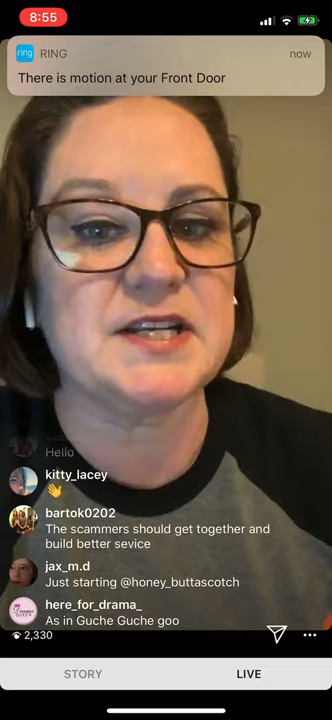 8:55
ring RING now
There is motion at your Front Door
Hello
kitty_lacey
👋
bartok0202
The scammers should get together and
build better sevice
jax_m.d
Just starting @honey_buttascotch
here_for_drama_
As in Guche Guche goo
2,330
STORY LIVE